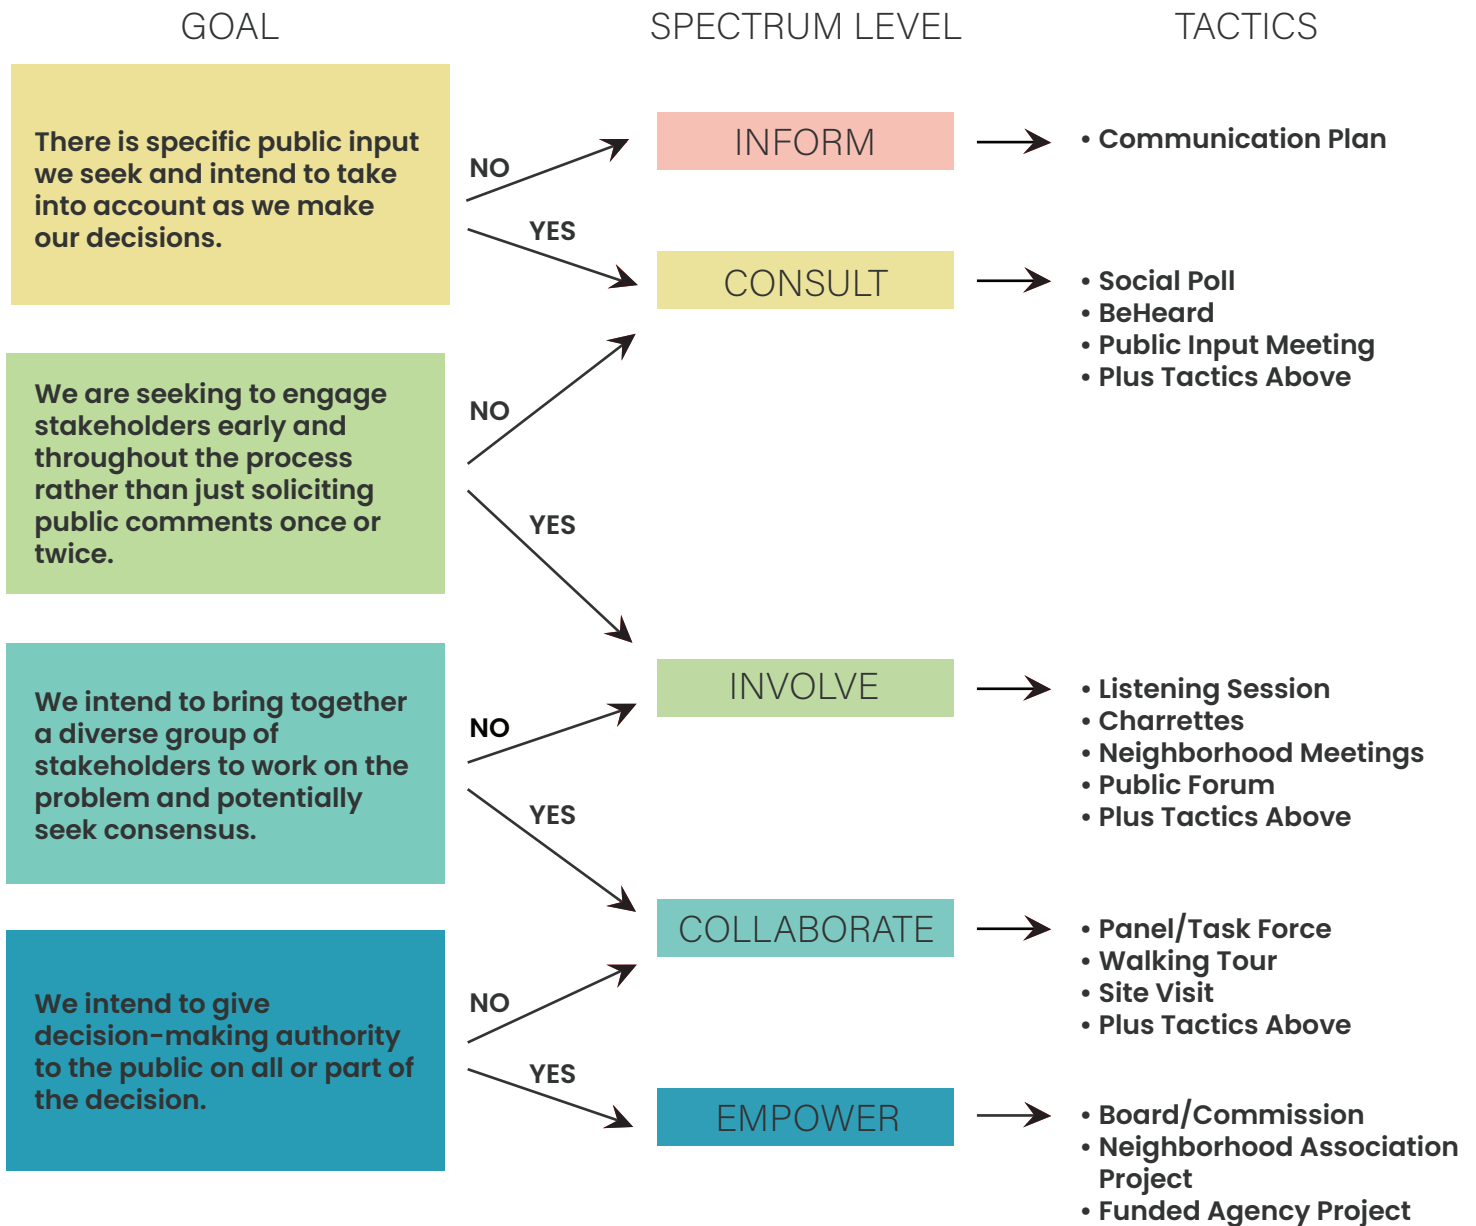 GOAL
SPECTRUM LEVEL
TACTICS
There is specific public input
we seek and intend to take
into account as we make
our decisions.
NO
YES
INFORM
• Communication Plan
CONSULT
• Social Poll
• BeHeard
• Public Input Meeting
• Plus Tactics Above
We are seeking to engage
stakeholders early and
throughout the process
rather than just soliciting
public comments once or
twice.
NO
YES
INVOLVE
• Listening Session
• Charrettes
• Neighborhood Meetings
• Public Forum
• Plus Tactics Above
We intend to bring together
a diverse group of
stakeholders to work on the
problem and potentially
seek consensus.
NO
YES
COLLABORATE
• Panel/Task Force
• Walking Tour
• Site Visit
• Plus Tactics Above
We intend to give
decision-making authority
to the public on all or part of
the decision.
NO
YES
EMPOWER
• Board/Commission
• Neighborhood Association
Project
• Funded Agency Project